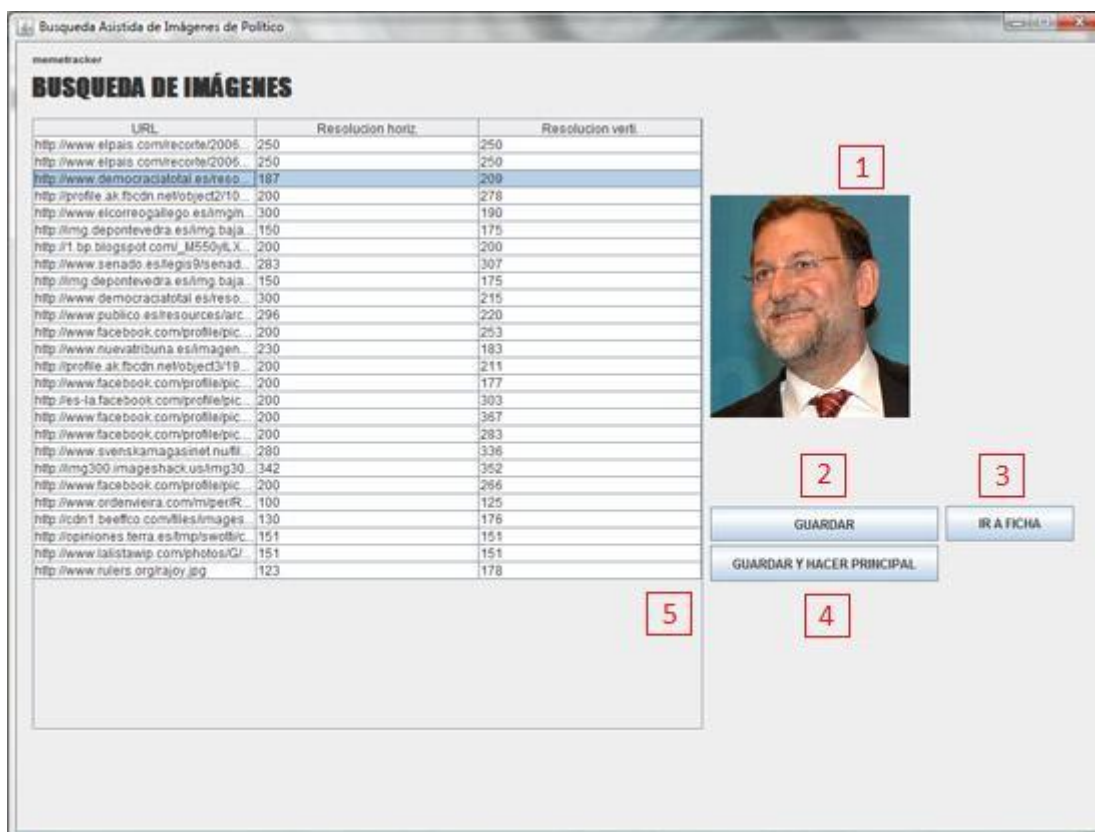 Busqueda Asistida de Imágenes de Político
memetracker
BUSQUEDA DE IMÁGENES
URL Resolucion horiz. Resolucion verti.
http://www.elpais.com/recorte/2006... 250 250
http://www.elpais.com/recorte/2006... 250 250
http://www.democraciatotal.es/reso... 187 209
http://profile.ak.fbcdn.net/object2/10... 200 278
http://www.elcorreogallego.es/img/n... 300 190
http://img.depontevedra.es/img.baja... 150 175
http://1.bp.blogspot.com/_M550ylLX... 200 200
http://www.senado.es/legis9/senad... 283 307
http://img.depontevedra.es/img.baja... 150 175
http://www.democraciatotal.es/reso... 300 215
http://www.publico.es/resources/arc... 296 220
http://www.facebook.com/profile/pic... 200 253
http://www.nuevatribuna.es/imagen... 230 183
http://profile.ak.fbcdn.net/object3/19... 200 211
http://www.facebook.com/profile/pic... 200 177
http://es-la.facebook.com/profile/pic... 200 303
http://www.facebook.com/profile/pic... 200 367
http://www.facebook.com/profile/pic... 200 283
http://www.svenskamagasinet.nu/fil... 280 336
http://img300.imageshack.us/img30... 342 352
http://www.facebook.com/profile/pic... 200 266
http://www.ordenvieira.com/m/per/R... 100 125
http://cdn1.beeffco.com/files/images... 130 176
http://opiniones.terra.es/tmp/swotti/c... 151 151
http://www.lalistawip.com/photos/G/... 151 151
http://www.rulers.org/rajoy.jpg 123 178
1
2
3
GUARDAR
IR A FICHA
GUARDAR Y HACER PRINCIPAL
4
5